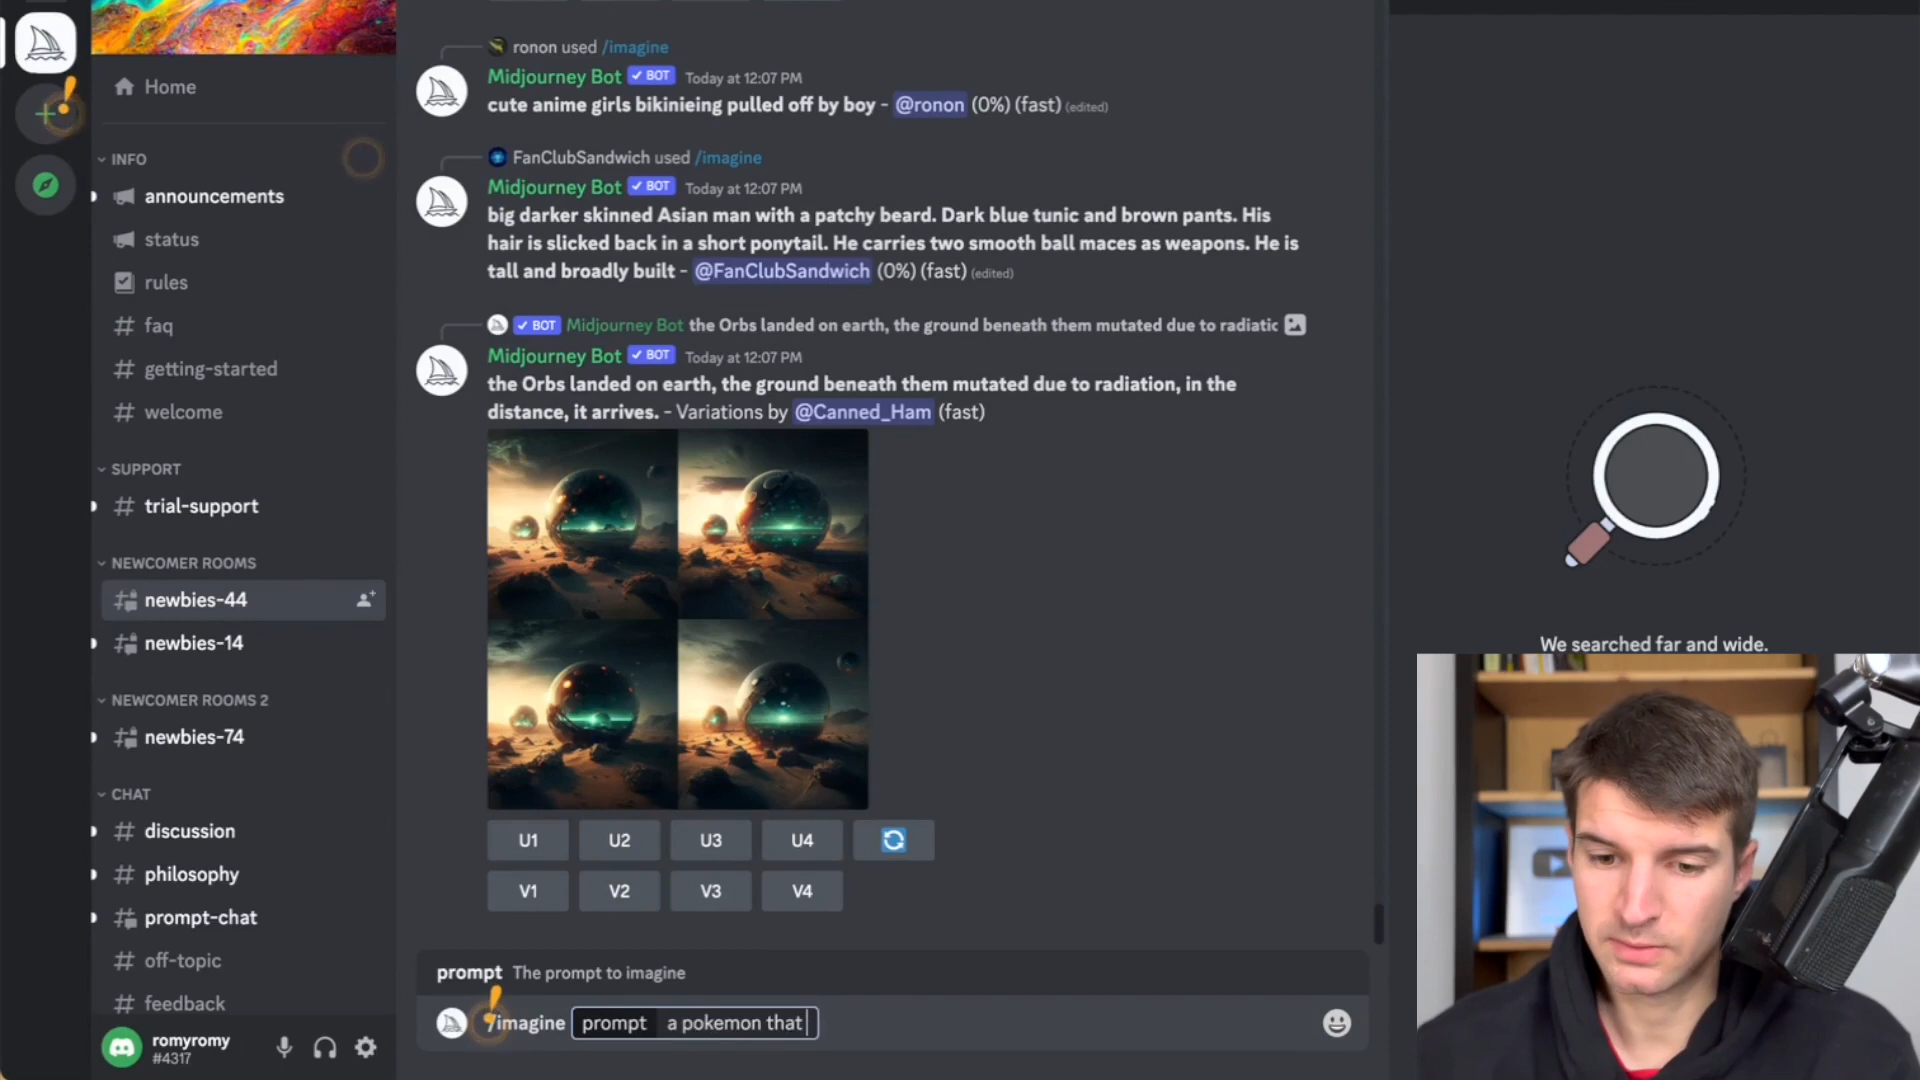 Home
INFO
announcements
status
rules
faq
getting-started
welcome
SUPPORT
trial-support
NEWCOMER ROOMS
newbies-44
newbies-14
NEWCOMER ROOMS 2
newbies-74
CHAT
discussion
philosophy
prompt-chat
off-topic
feedback
romyromy
#4317
ronon used /imagine
Midjourney Bot BOT Today at 12:07 PM
cute anime girls bikinieing pulled off by boy - @ronon (0%) (fast) (edited)
FanClubSandwich used /imagine
Midjourney Bot BOT Today at 12:07 PM
big darker skinned Asian man with a patchy beard. Dark blue tunic and brown pants. His
hair is slicked back in a short ponytail. He carries two smooth ball maces as weapons. He is
tall and broadly built - @FanClubSandwich (0%) (fast) (edited)
BOT Midjourney Bot the Orbs landed on earth, the ground beneath them mutated due to radiatic
Midjourney Bot BOT Today at 12:07 PM
the Orbs landed on earth, the ground beneath them mutated due to radiation, in the
distance, it arrives. - Variations by @Canned_Ham (fast)
U1 U2 U3 U4
V1 V2 V3 V4
prompt The prompt to imagine
/imagine prompt a pokemon that
We searched far and wide.